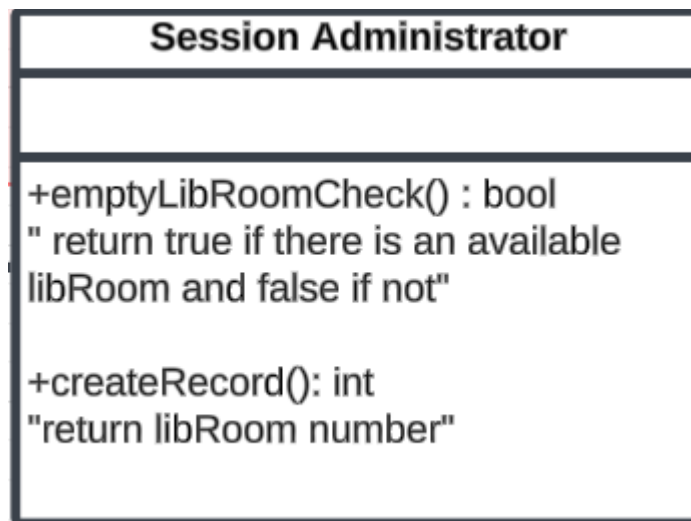 Session Administrator
+emptyLibRoomCheck() : bool
" return true if there is an available
libRoom and false if not"
+createRecord(): int
"return libRoom number"